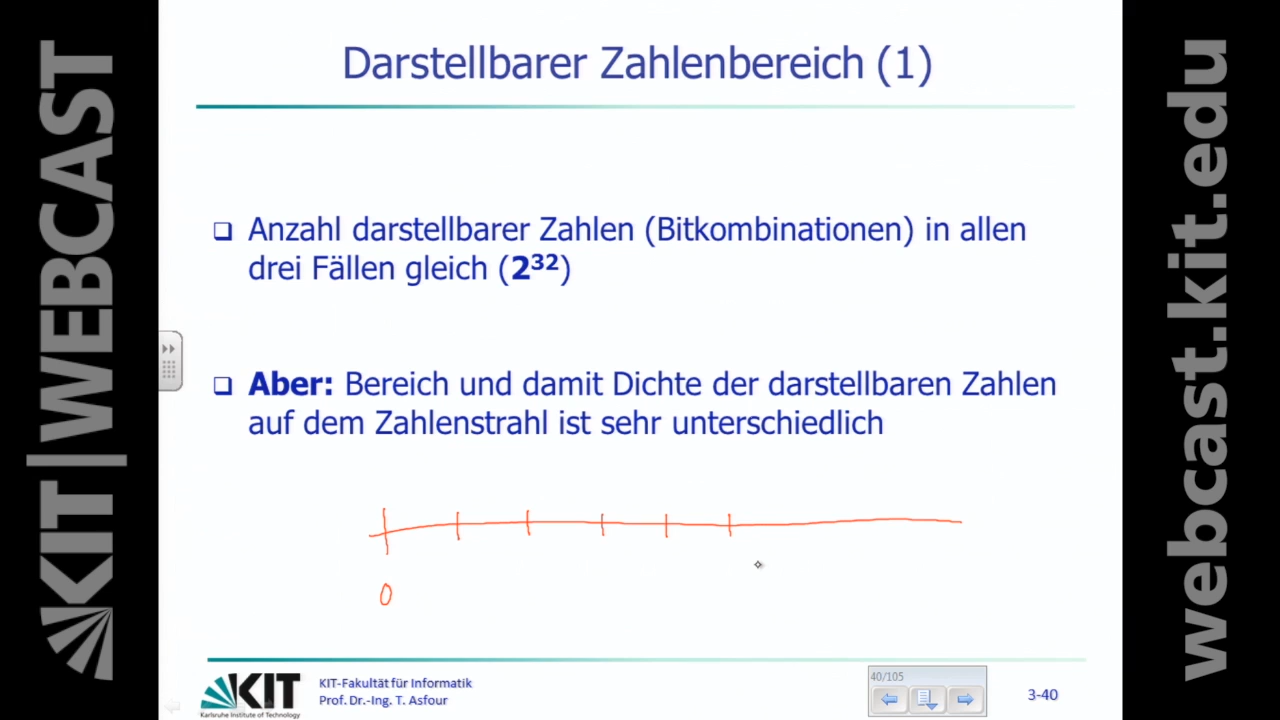 KIT | WEBCAST
Darstellbarer Zahlenbereich (1)
❑ Anzahl darstellbarer Zahlen (Bitkombinationen) in allen
drei Fällen gleich (2³²)
❑ Aber: Bereich und damit Dichte der darstellbaren Zahlen
auf dem Zahlenstrahl ist sehr unterschiedlich
0
KIT
Karlsruhe Institute of Technology
KIT-Fakultät für Informatik
Prof. Dr.-Ing. T. Asfour
40/105
3-40
webcast.kit.edu